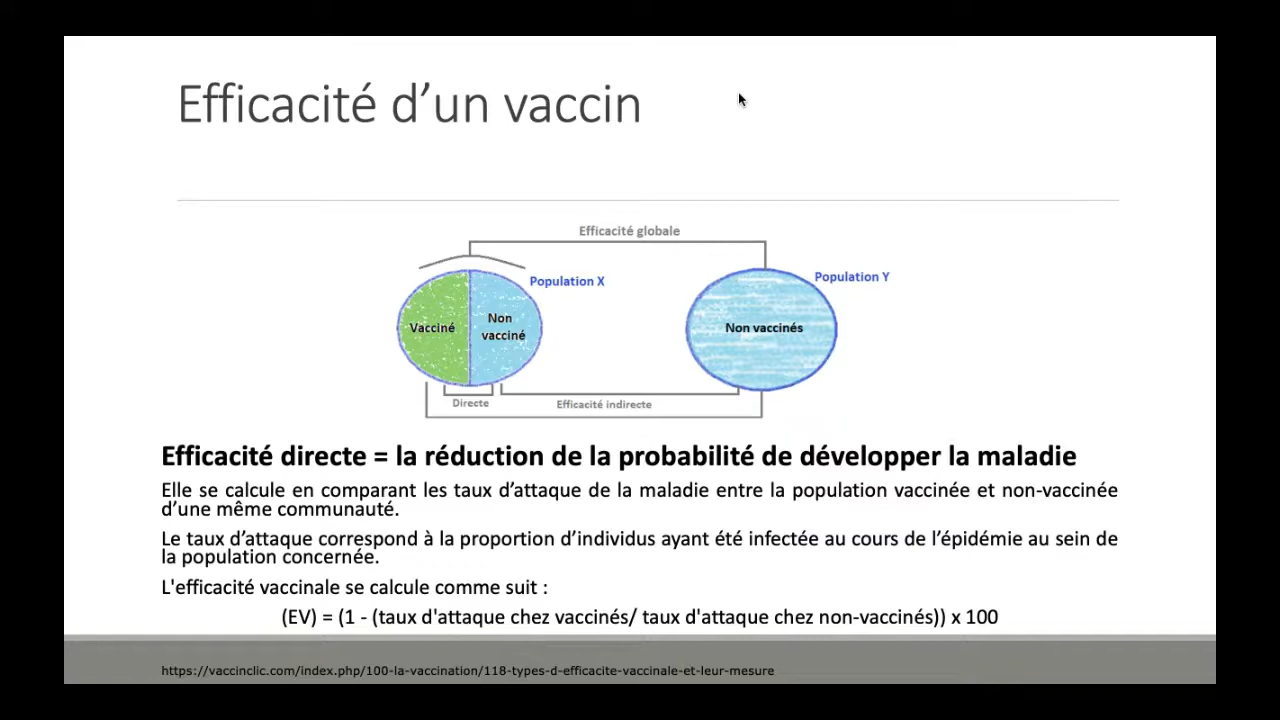 Efficacité d’un vaccin
Efficacité globale
Population X
Population Y
Vacciné
Non
vacciné
Non vaccinés
Directe
Efficacité indirecte
Efficacité directe = la réduction de la probabilité de développer la maladie
Elle se calcule en comparant les taux d’attaque de la maladie entre la population vaccinée et non-vaccinée
d’une même communauté.
Le taux d’attaque correspond à la proportion d’individus ayant été infectée au cours de l’épidémie au sein de
la population concernée.
L'efficacité vaccinale se calcule comme suit :
(EV) = (1 - (taux d'attaque chez vaccinés/ taux d'attaque chez non-vaccinés)) x 100
https://vaccinclic.com/index.php/100-la-vaccination/118-types-d-efficacite-vaccinale-et-leur-mesure